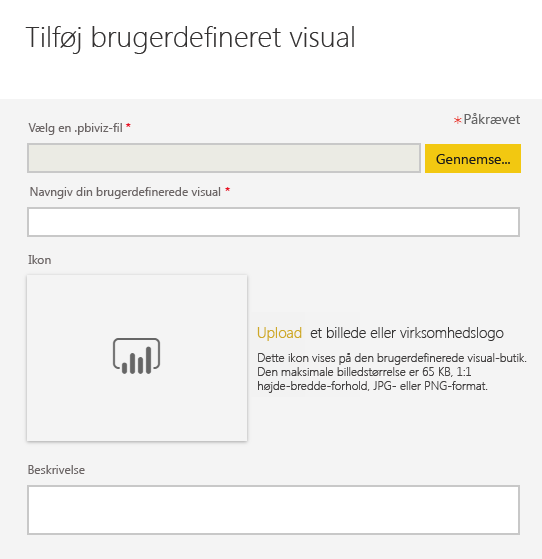 Tilføj brugerdefineret visual
*Påkrævet
Vælg en .pbiviz-fil *
Gennemse...
Navngiv din brugerdefinerede visual *
Ikon
Upload et billede eller virksomhedslogo
Dette ikon vises på den brugerdefinerede visual-butik.
Den maksimale billedstørrelse er 65 KB, 1:1
højde-bredde-forhold, JPG- eller PNG-format.
Beskrivelse